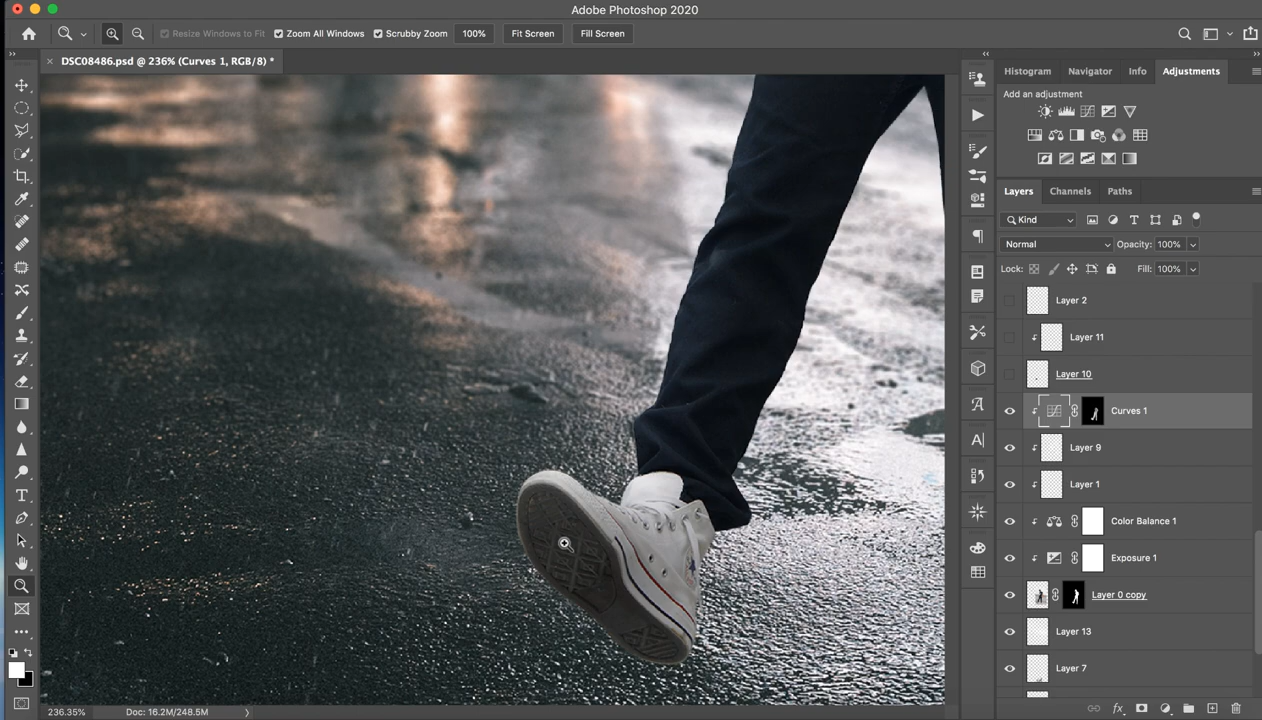 Adobe Photoshop 2020
Resize Windows to Fit
Zoom All Windows
Scrubby Zoom
100%
Fit Screen
Fill Screen
DSC08486.psd @ 236% (Curves 1, RGB/8) *
Histogram
Navigator
Info
Adjustments
Add an adjustment
Layers
Channels
Paths
Kind
Normal
Opacity: 100%
Lock:
Fill: 100%
Layer 2
Layer 11
Layer 10
Curves 1
Layer 9
Layer 1
Color Balance 1
Exposure 1
Layer 0 copy
Layer 13
Layer 7
236.35%
Doc: 16.2M/248.5M